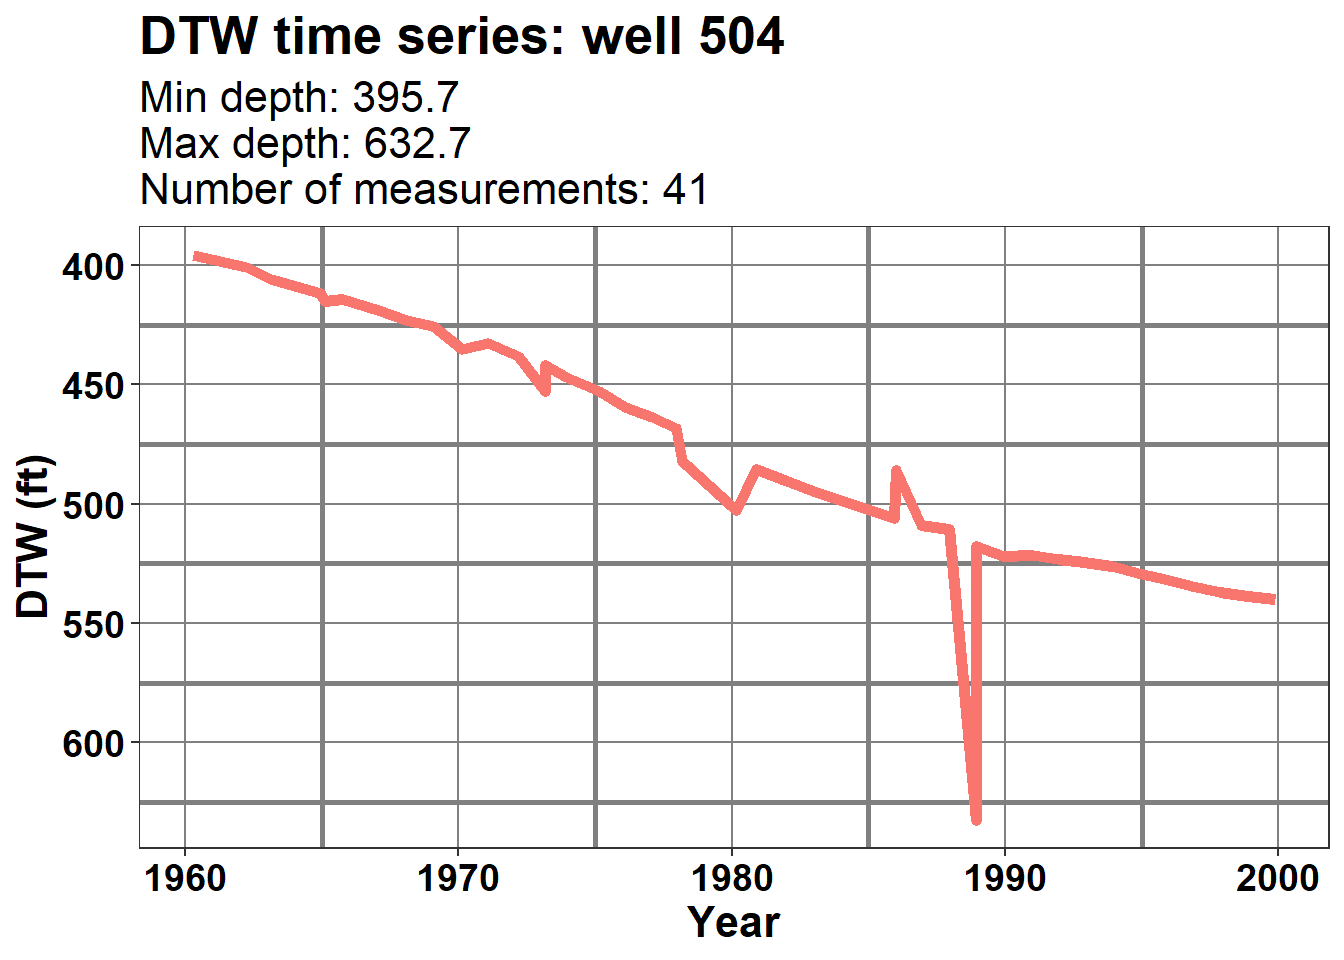 DTW time series: well 504
Min depth: 395.7
Max depth: 632.7
Number of measurements: 41
400
450
500
550
600
DTW (ft)
1960 1970 1980 1990 2000
Year